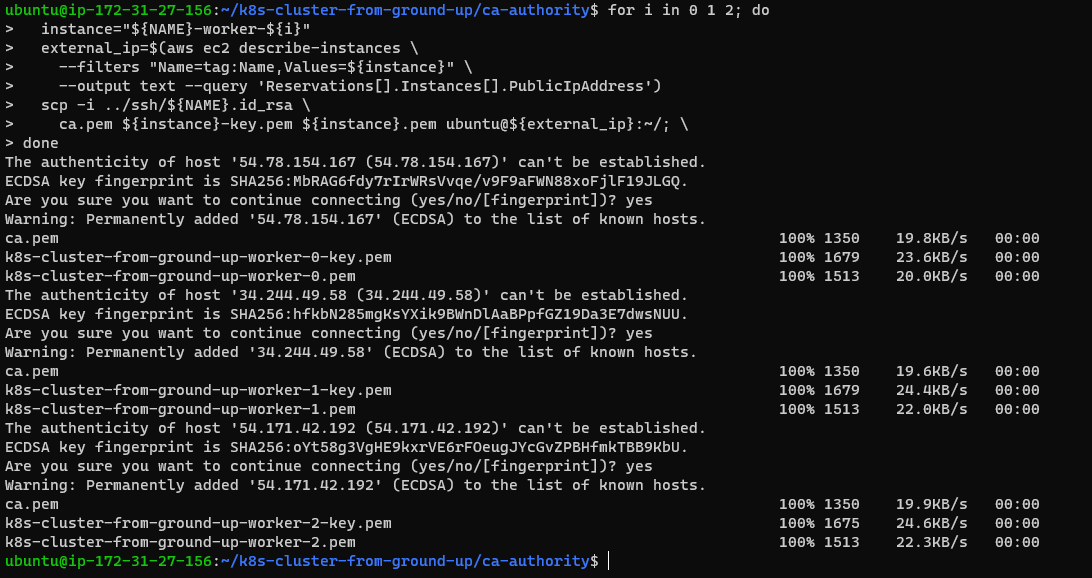 ubuntu@ip-172-31-27-156:~/k8s-cluster-from-ground-up/ca-authority$ for i in 0 1 2; do
>   instance="${NAME}-worker-${i}"
>   external_ip=$(aws ec2 describe-instances \
>     --filters "Name=tag:Name,Values=${instance}" \
>     --output text --query 'Reservations[].Instances[].PublicIpAddress')
>   scp -i ../ssh/${NAME}.id_rsa \
>     ca.pem ${instance}-key.pem ${instance}.pem ubuntu@${external_ip}:~/; \
> done
The authenticity of host '54.78.154.167 (54.78.154.167)' can't be established.
ECDSA key fingerprint is SHA256:MbRAG6fdy7rIrWRsVvqe/v9F9aFWN88xoFjlF19JLGQ.
Are you sure you want to continue connecting (yes/no/[fingerprint])? yes
Warning: Permanently added '54.78.154.167' (ECDSA) to the list of known hosts.
ca.pem 100% 1350 19.8KB/s 00:00
k8s-cluster-from-ground-up-worker-0-key.pem 100% 1679 23.6KB/s 00:00
k8s-cluster-from-ground-up-worker-0.pem 100% 1513 20.0KB/s 00:00
The authenticity of host '34.244.49.58 (34.244.49.58)' can't be established.
ECDSA key fingerprint is SHA256:hfkbN285mgKsYXik9BWnDlAaBPpfGZ19Da3E7dwsNUU.
Are you sure you want to continue connecting (yes/no/[fingerprint])? yes
Warning: Permanently added '34.244.49.58' (ECDSA) to the list of known hosts.
ca.pem 100% 1350 19.6KB/s 00:00
k8s-cluster-from-ground-up-worker-1-key.pem 100% 1679 24.4KB/s 00:00
k8s-cluster-from-ground-up-worker-1.pem 100% 1513 22.0KB/s 00:00
The authenticity of host '54.171.42.192 (54.171.42.192)' can't be established.
ECDSA key fingerprint is SHA256:oYt58g3VgHE9kxrVE6rFOeugJYcGvZPBHfmkTBB9KbU.
Are you sure you want to continue connecting (yes/no/[fingerprint])? yes
Warning: Permanently added '54.171.42.192' (ECDSA) to the list of known hosts.
ca.pem 100% 1350 19.9KB/s 00:00
k8s-cluster-from-ground-up-worker-2-key.pem 100% 1675 24.6KB/s 00:00
k8s-cluster-from-ground-up-worker-2.pem 100% 1513 22.3KB/s 00:00
ubuntu@ip-172-31-27-156:~/k8s-cluster-from-ground-up/ca-authority$